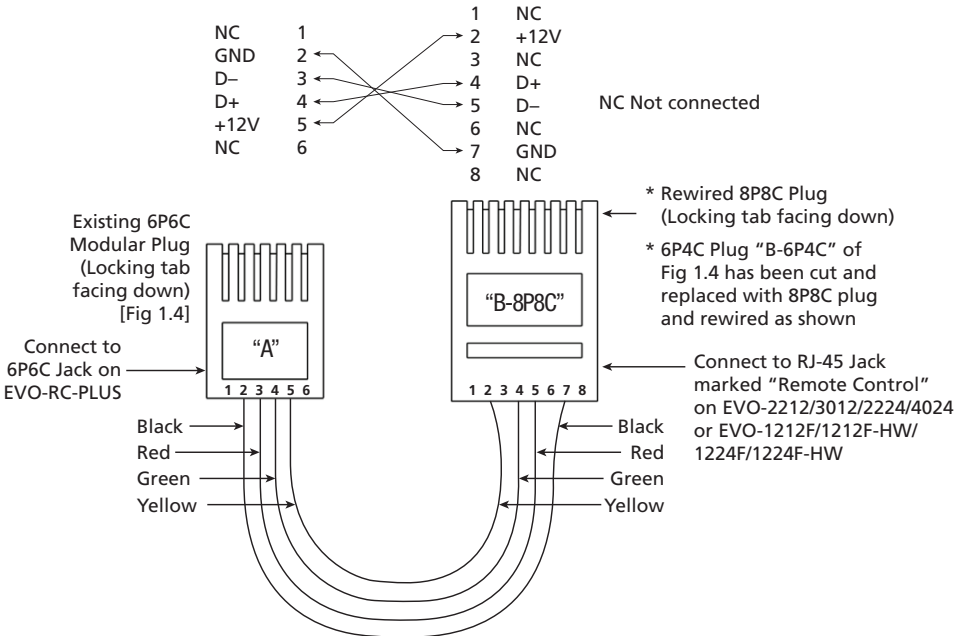 NC 1
GND 2
D– 3
D+ 4
+12V 5
NC 6
1 NC
2 +12V
3 NC
4 D+
5 D–
6 NC
7 GND
8 NC
NC Not connected
Existing 6P6C
Modular Plug
(Locking tab
facing down)
[Fig 1.4]
Connect to
6P6C Jack on
EVO-RC-PLUS
“A”
1 2 3 4 5 6
“B-8P8C”
1 2 3 4 5 6 7 8
* Rewired 8P8C Plug
(Locking tab facing down)
* 6P4C Plug “B-6P4C” of
Fig 1.4 has been cut and
replaced with 8P8C plug
and rewired as shown
Connect to RJ-45 Jack
marked “Remote Control”
on EVO-2212/3012/2224/4024
or EVO-1212F/1212F-HW/
1224F/1224F-HW
Black
Red
Green
Yellow
Black
Red
Green
Yellow